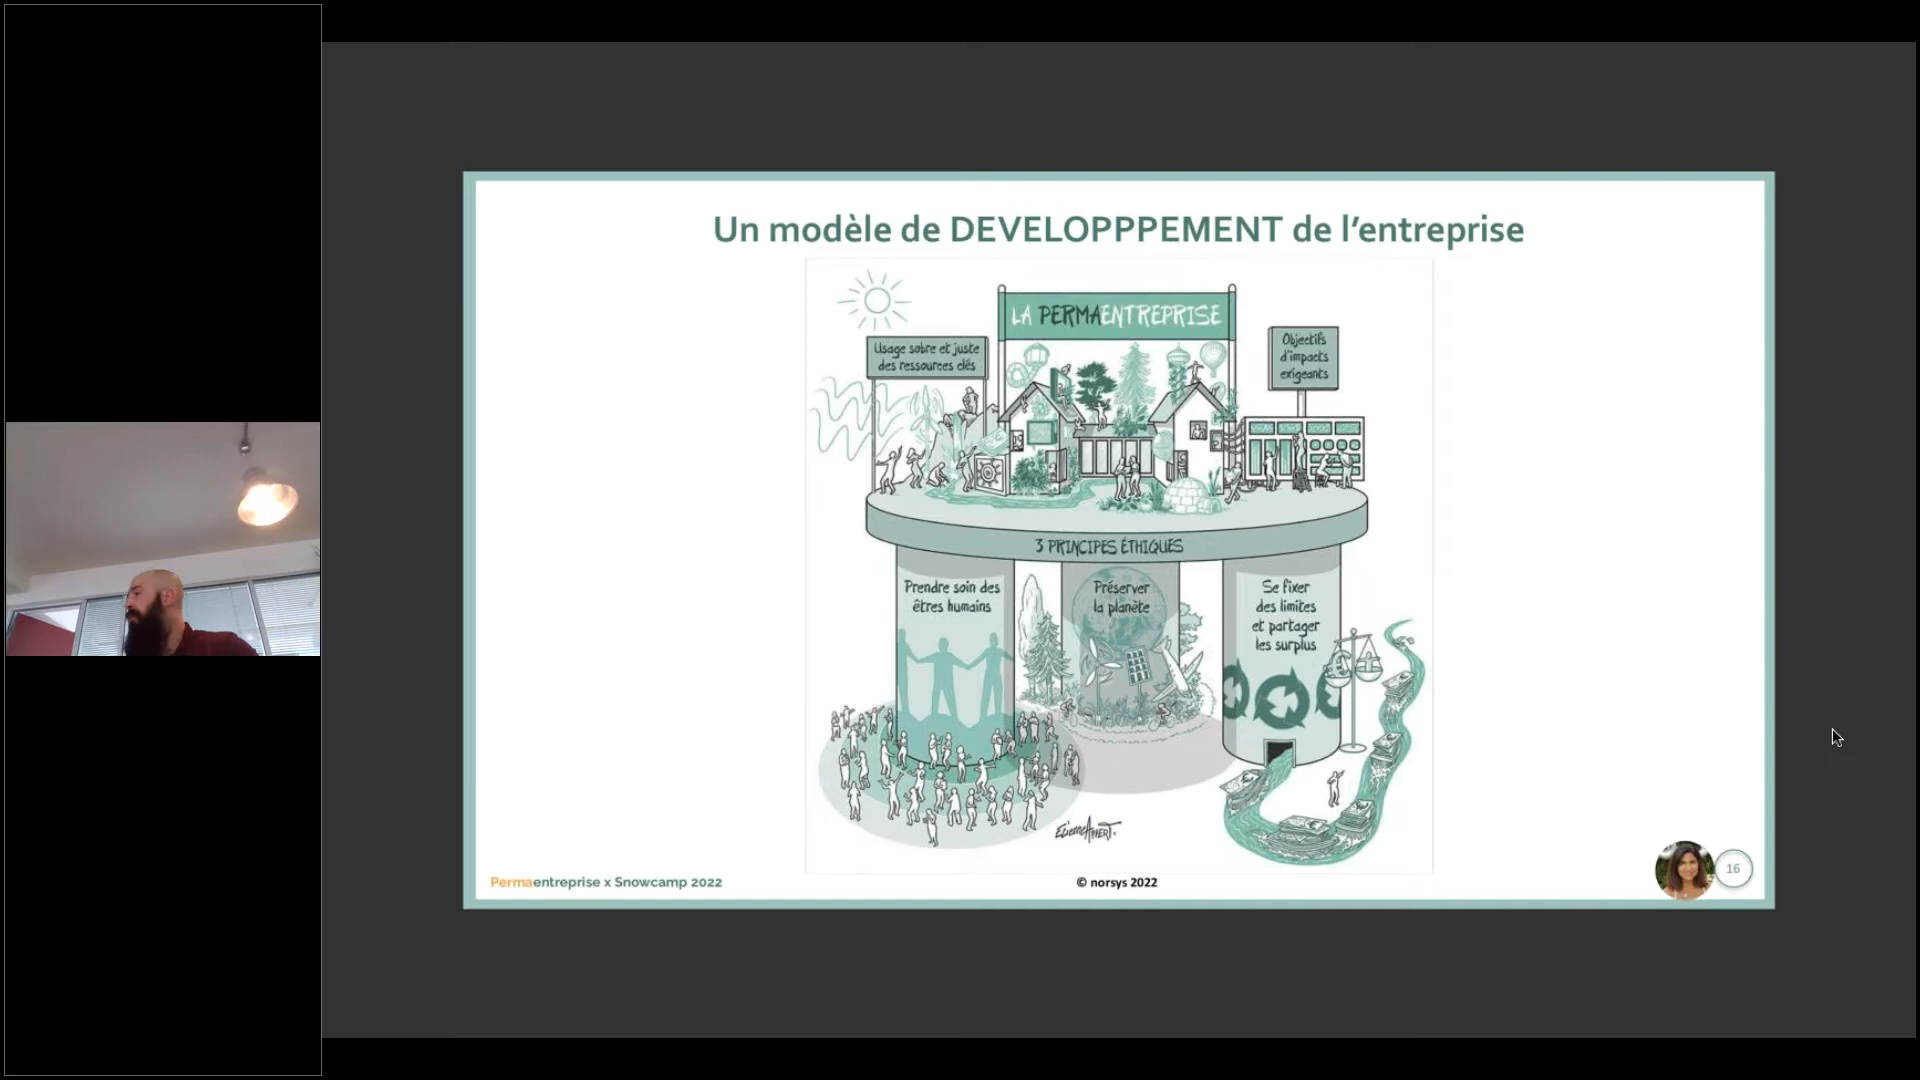 Un modèle de DEVELOPPPEMENT de l’entreprise
LA PERMAENTREPRISE
Usage sobre et juste
des ressources clés
Objectifs
d'impacts
exigeants
3 PRINCIPES ÉTHIQUES
Prendre soin des
êtres humains
Préserver
la planète
Se fixer
des limites
et partager
les surplus
Etienne Appert.
Permaentreprise x Snowcamp 2022
© norsys 2022
16